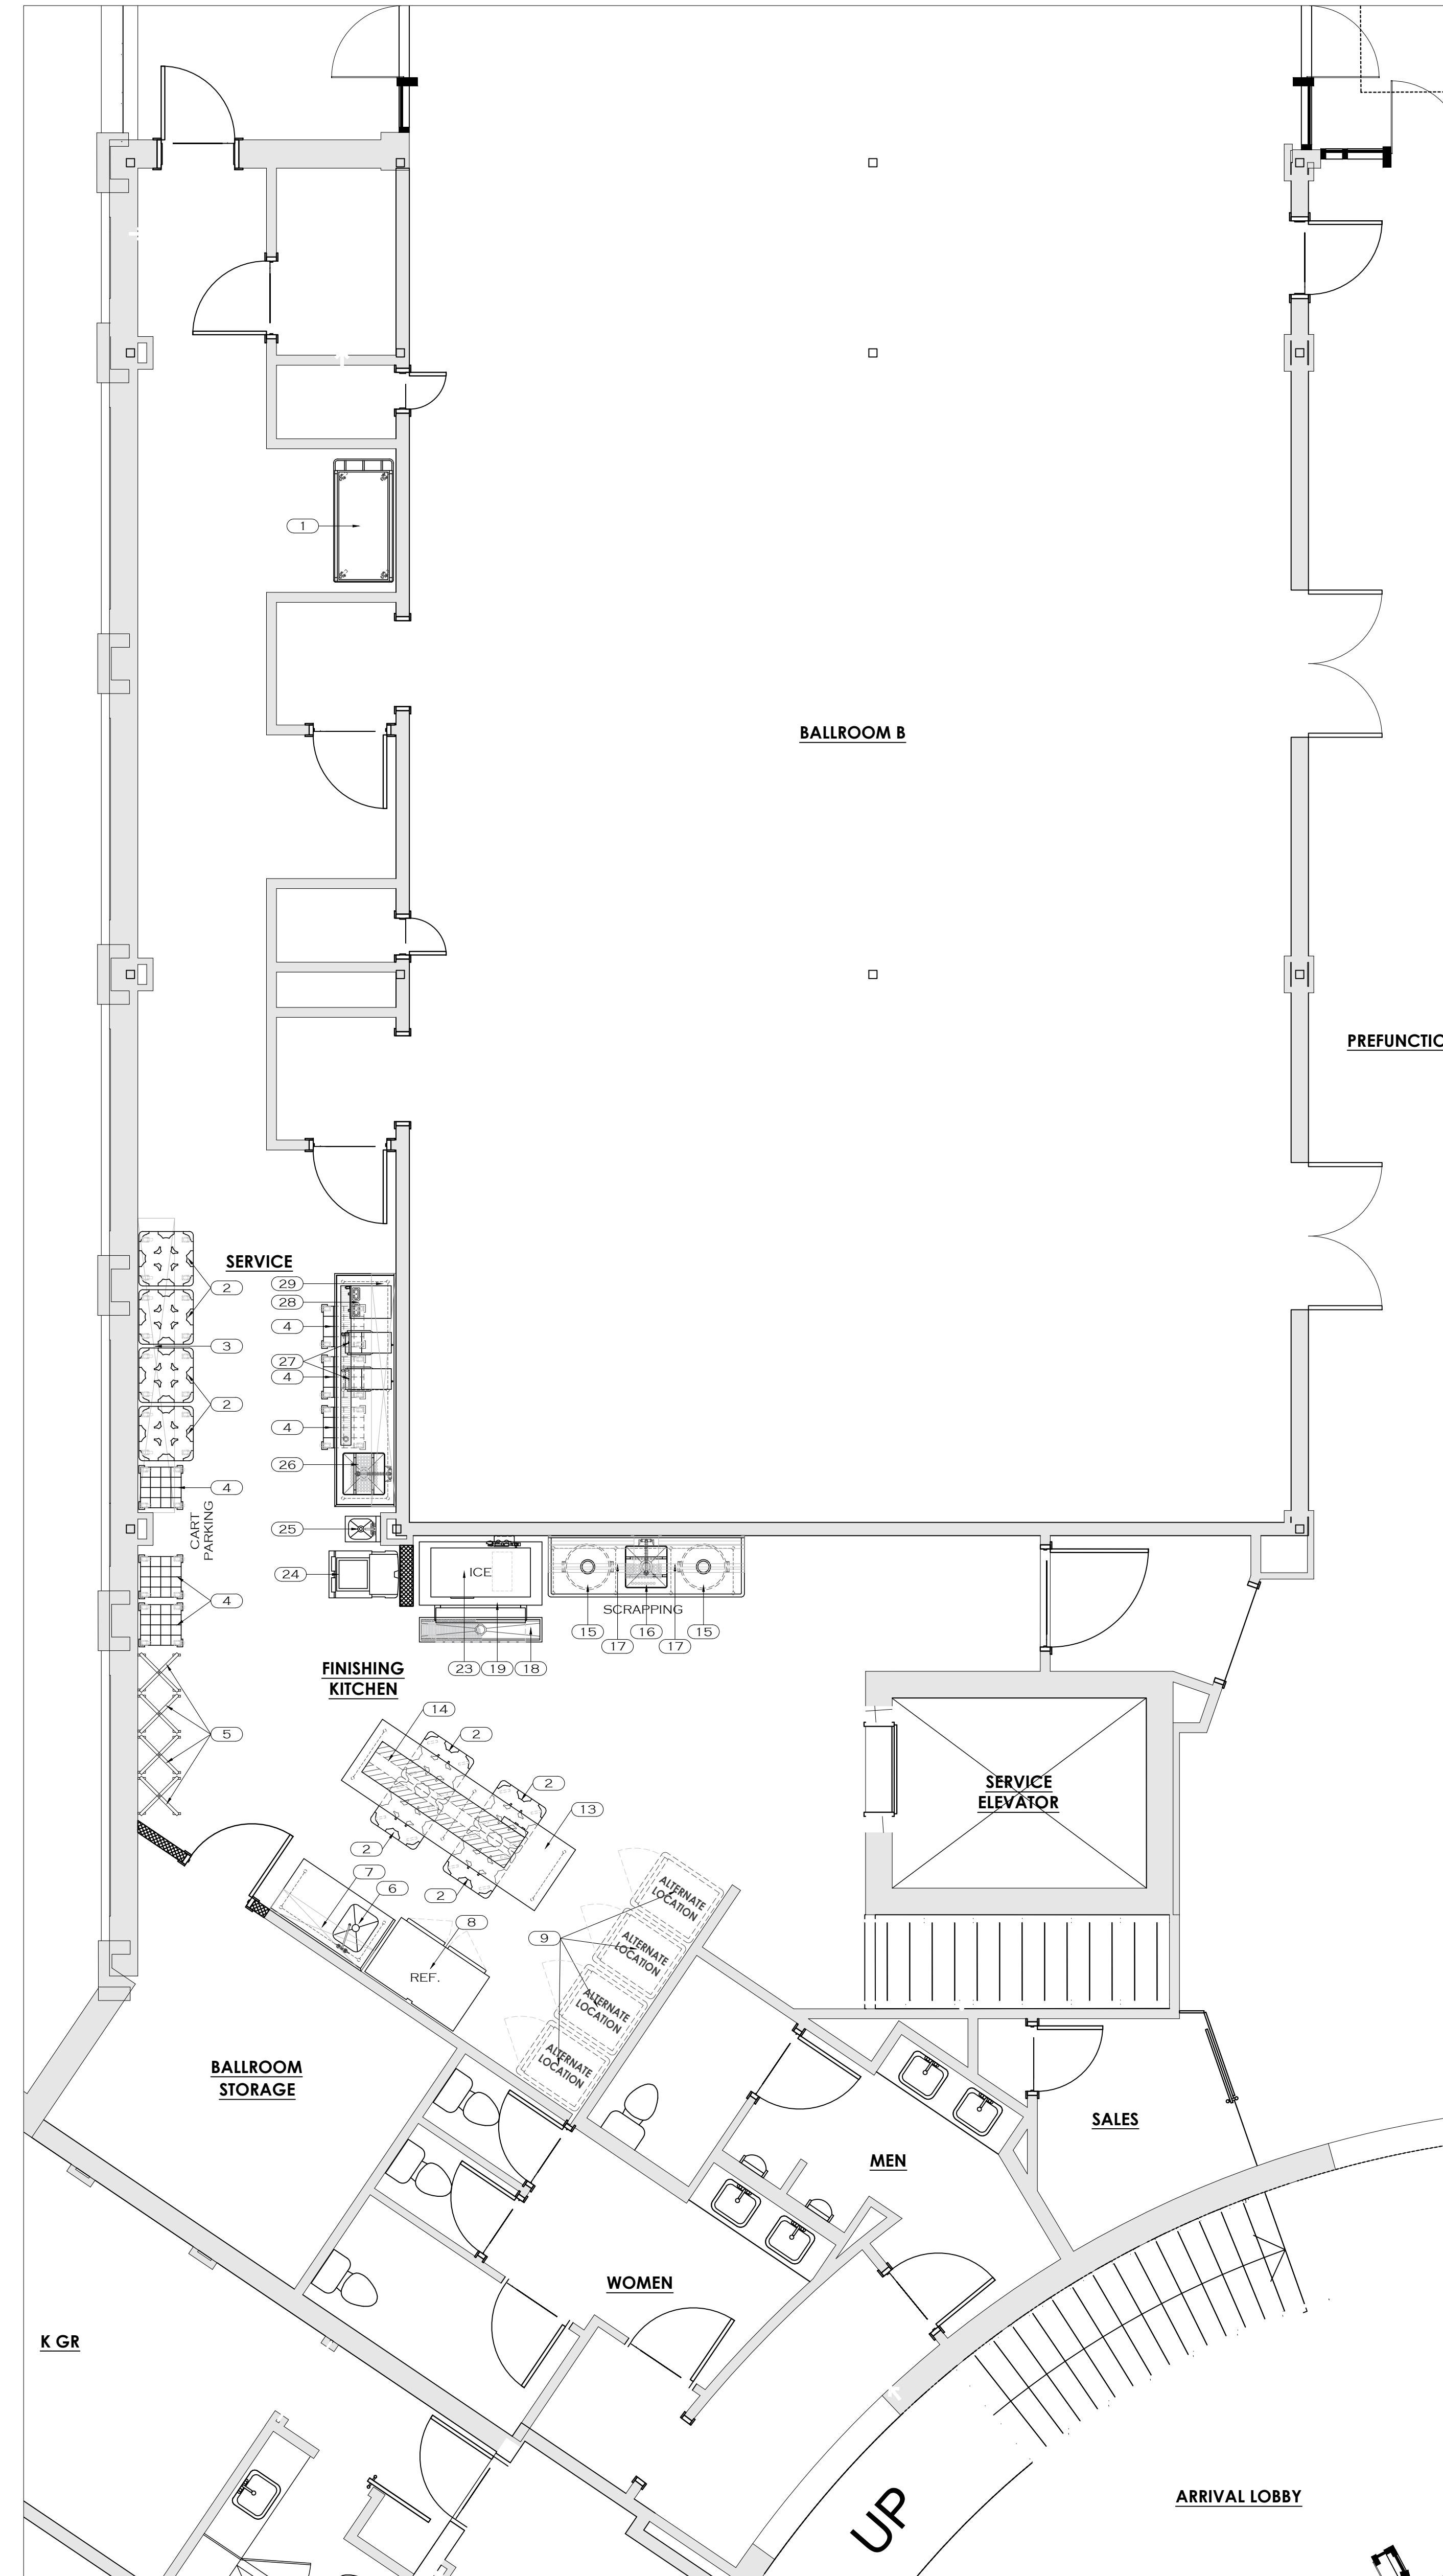 1
BALLROOM B
PREFUNCTIO
SERVICE
2
29
28
4
3
27
4
2
4
26
4
CART
PARKING
25
24
ICE
4
SCRAPPING
15
16
15
17
17
23
19
18
FINISHING
KITCHEN
14
5
2
2
13
SERVICE
ELEVATOR
2
7
6
2
8
9
REF.
ALTERNATE
LOCATION
ALTERNATE
LOCATION
ALTERNATE
LOCATION
ALTERNATE
LOCATION
BALLROOM
STORAGE
SALES
MEN
WOMEN
K GR
UP
ARRIVAL LOBBY